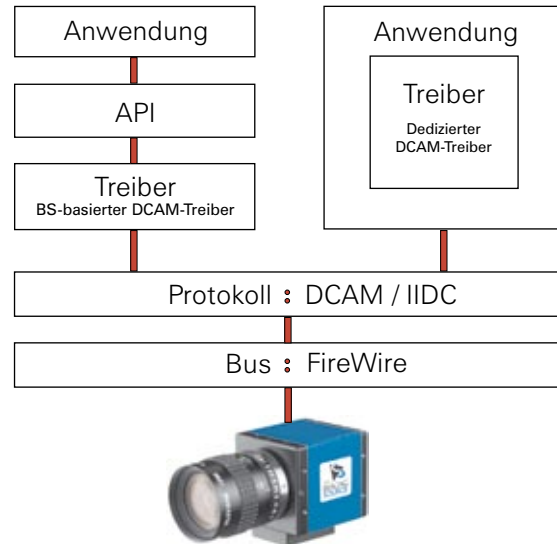 Anwendung
API
Treiber
BS-basierter DCAM-Treiber
Anwendung
Treiber
Dedizierter
DCAM-Treiber
Protokoll : DCAM / IIDC
Bus : FireWire